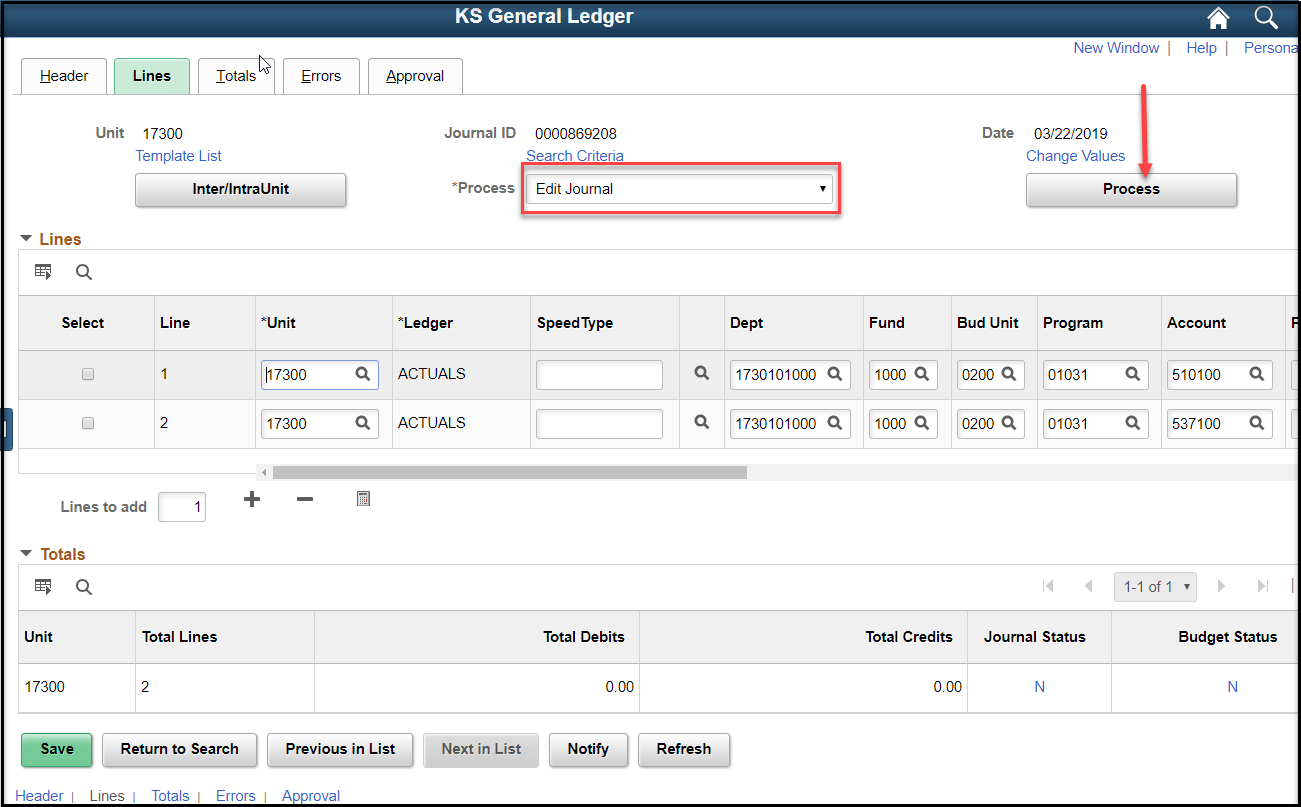 KS General Ledger
New Window | Help | Persona
Header Lines Totals Errors Approval
Unit 17300 Journal ID 0000869208 Date 03/22/2019
Template List Search Criteria Change Values
Inter/IntraUnit *Process Edit Journal Process
Lines
Select Line *Unit *Ledger SpeedType Dept Fund Bud Unit Program Account
1 17300 ACTUALS 1730101000 1000 0200 01031 510100
2 17300 ACTUALS 1730101000 1000 0200 01031 537100
Lines to add 1
Totals
1-1 of 1
Unit Total Lines Total Debits Total Credits Journal Status Budget Status
17300 2 0.00 0.00 N N
Save Return to Search Previous in List Next in List Notify Refresh
Header | Lines | Totals | Errors | Approval